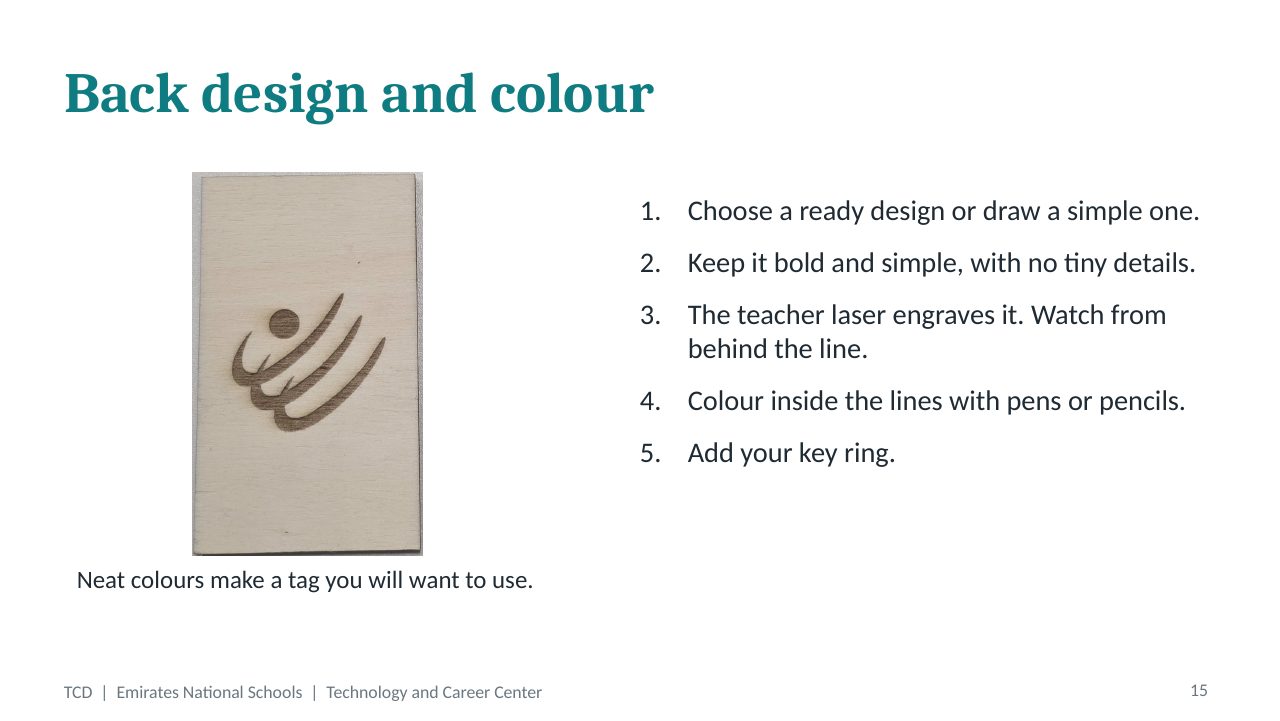 Back design and colour
1. Choose a ready design or draw a simple one.
2. Keep it bold and simple, with no tiny details.
3. The teacher laser engraves it. Watch from
behind the line.
4. Colour inside the lines with pens or pencils.
5. Add your key ring.
Neat colours make a tag you will want to use.
TCD | Emirates National Schools | Technology and Career Center
15